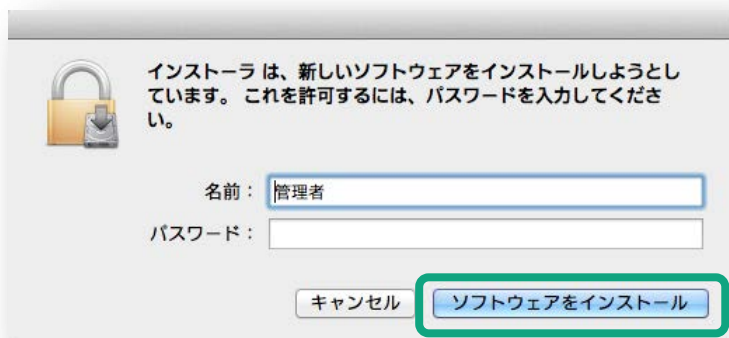 インストーラ は、新しいソフトウェアをインストールしようとし
ています。 これを許可するには、パスワードを入力してくださ
い。
名前：管理者
パスワード：
キャンセル ソフトウェアをインストール